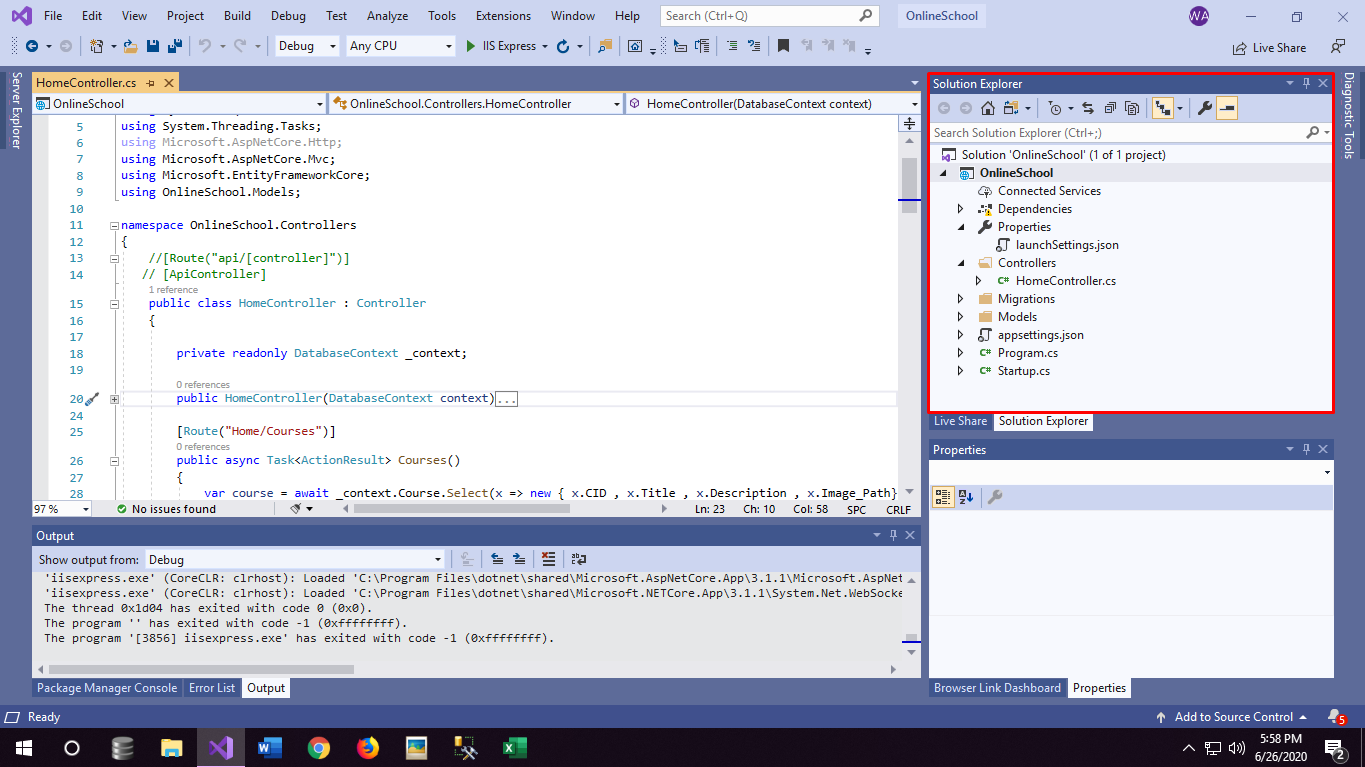 File Edit View Project Build Debug Test Analyze Tools Extensions Window Help Search (Ctrl+Q) OnlineSchool WA
Debug Any CPU IIS Express Live Share
Server Explorer
HomeController.cs
OnlineSchool OnlineSchool.Controllers.HomeController HomeController(DatabaseContext context)
5 using System.Threading.Tasks;
6 using Microsoft.AspNetCore.Http;
7 using Microsoft.AspNetCore.Mvc;
8 using Microsoft.EntityFrameworkCore;
9 using OnlineSchool.Models;
10
11 namespace OnlineSchool.Controllers
12 {
13 //[Route("api/[controller]")]
14 // [ApiController]
1 reference
15 public class HomeController : Controller
16 {
17
18 private readonly DatabaseContext _context;
19
0 references
20 public HomeController(DatabaseContext context)...
24
25 [Route("Home/Courses")]
0 references
26 public async Task<ActionResult> Courses()
27 {
28 var course = await _context.Course.Select(x => new { x.CID , x.Title , x.Description , x.Image_Path}
97 % No issues found Ln: 23 Ch: 10 Col: 58 SPC CRLF
Output
Show output from: Debug
'iisexpress.exe' (CoreCLR: clrhost): Loaded 'C:\Program Files\dotnet\shared\Microsoft.AspNetCore.App\3.1.1\Microsoft.AspNet
'iisexpress.exe' (CoreCLR: clrhost): Loaded 'C:\Program Files\dotnet\shared\Microsoft.NETCore.App\3.1.1\System.Net.WebSocke
The thread 0x1d04 has exited with code 0 (0x0).
The program '' has exited with code -1 (0xffffffff).
The program '[3856] iisexpress.exe' has exited with code -1 (0xffffffff).
Package Manager Console Error List Output
Solution Explorer
Search Solution Explorer (Ctrl+;)
Solution 'OnlineSchool' (1 of 1 project)
OnlineSchool
Connected Services
Dependencies
Properties
launchSettings.json
Controllers
C# HomeController.cs
Migrations
Models
appsettings.json
C# Program.cs
C# Startup.cs
Live Share Solution Explorer
Properties
Browser Link Dashboard Properties
Diagnostic Tools
Ready Add to Source Control 5
5:58 PM
6/26/2020
2